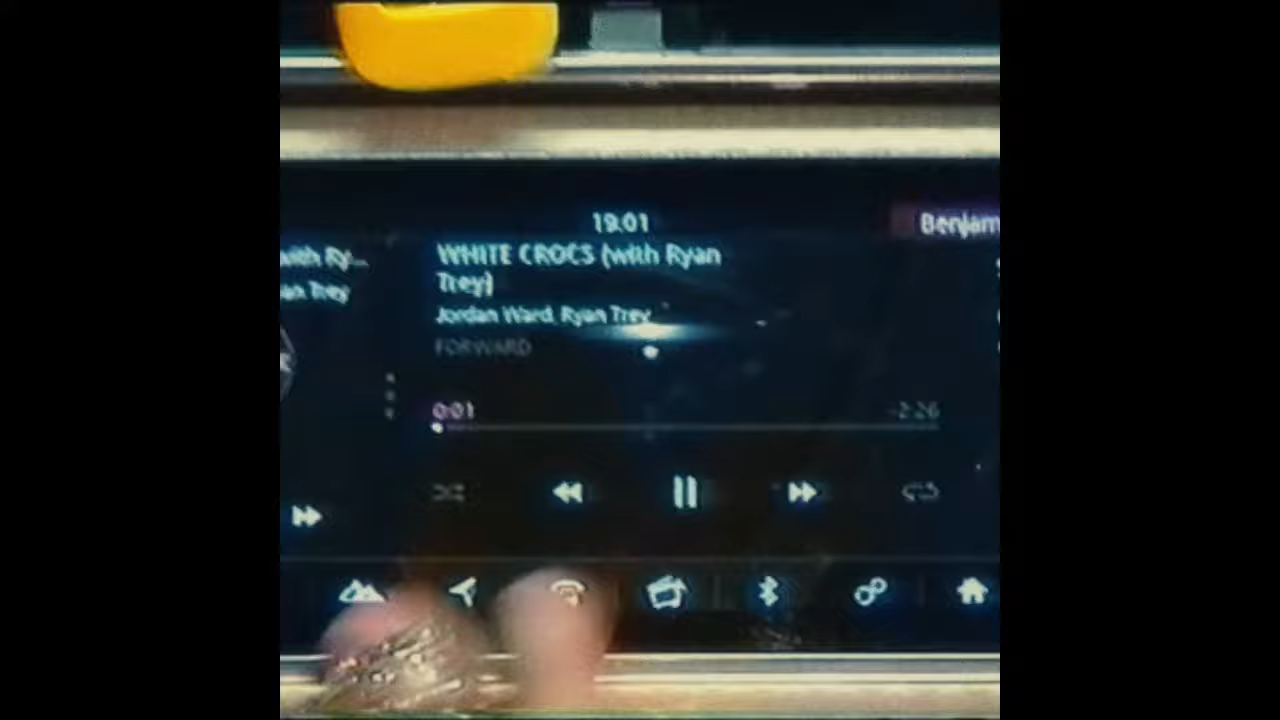 19:01
Benjam
with Ry...
an Trey
WHITE CROCS (with Ryan
Trey)
Jordan Ward, Ryan Trey
FORWARD
0:01
-2:26